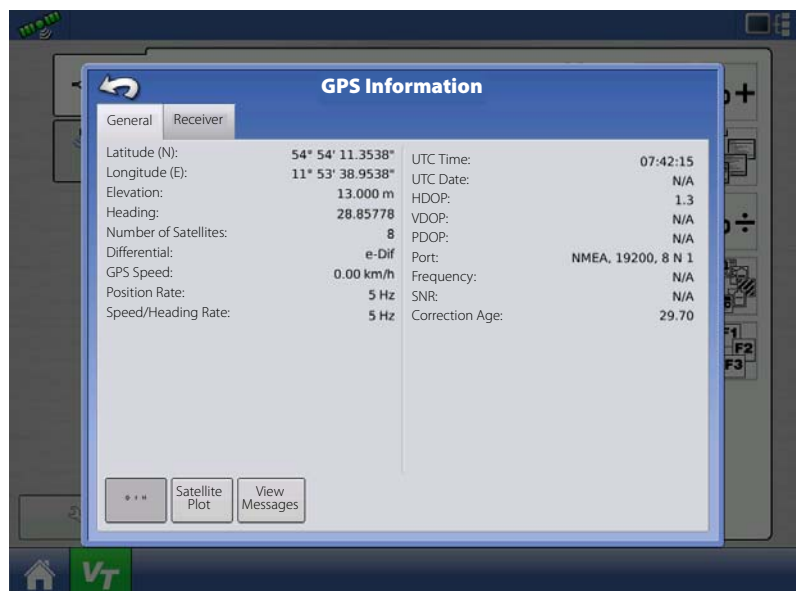 GPS Information
General Receiver
Latitude (N): 54° 54' 11.3538"
Longitude (E): 11° 53' 38.9538"
Elevation: 13.000 m
Heading: 28.85778
Number of Satellites: 8
Differential: e-Dif
GPS Speed: 0.00 km/h
Position Rate: 5 Hz
Speed/Heading Rate: 5 Hz
UTC Time: 07:42:15
UTC Date: N/A
HDOP: 1.3
VDOP: N/A
PDOP: N/A
Port: NMEA, 19200, 8 N 1
Frequency: N/A
SNR: N/A
Correction Age: 29.70
Satellite
Plot
View
Messages
F1
F2
F3
VT